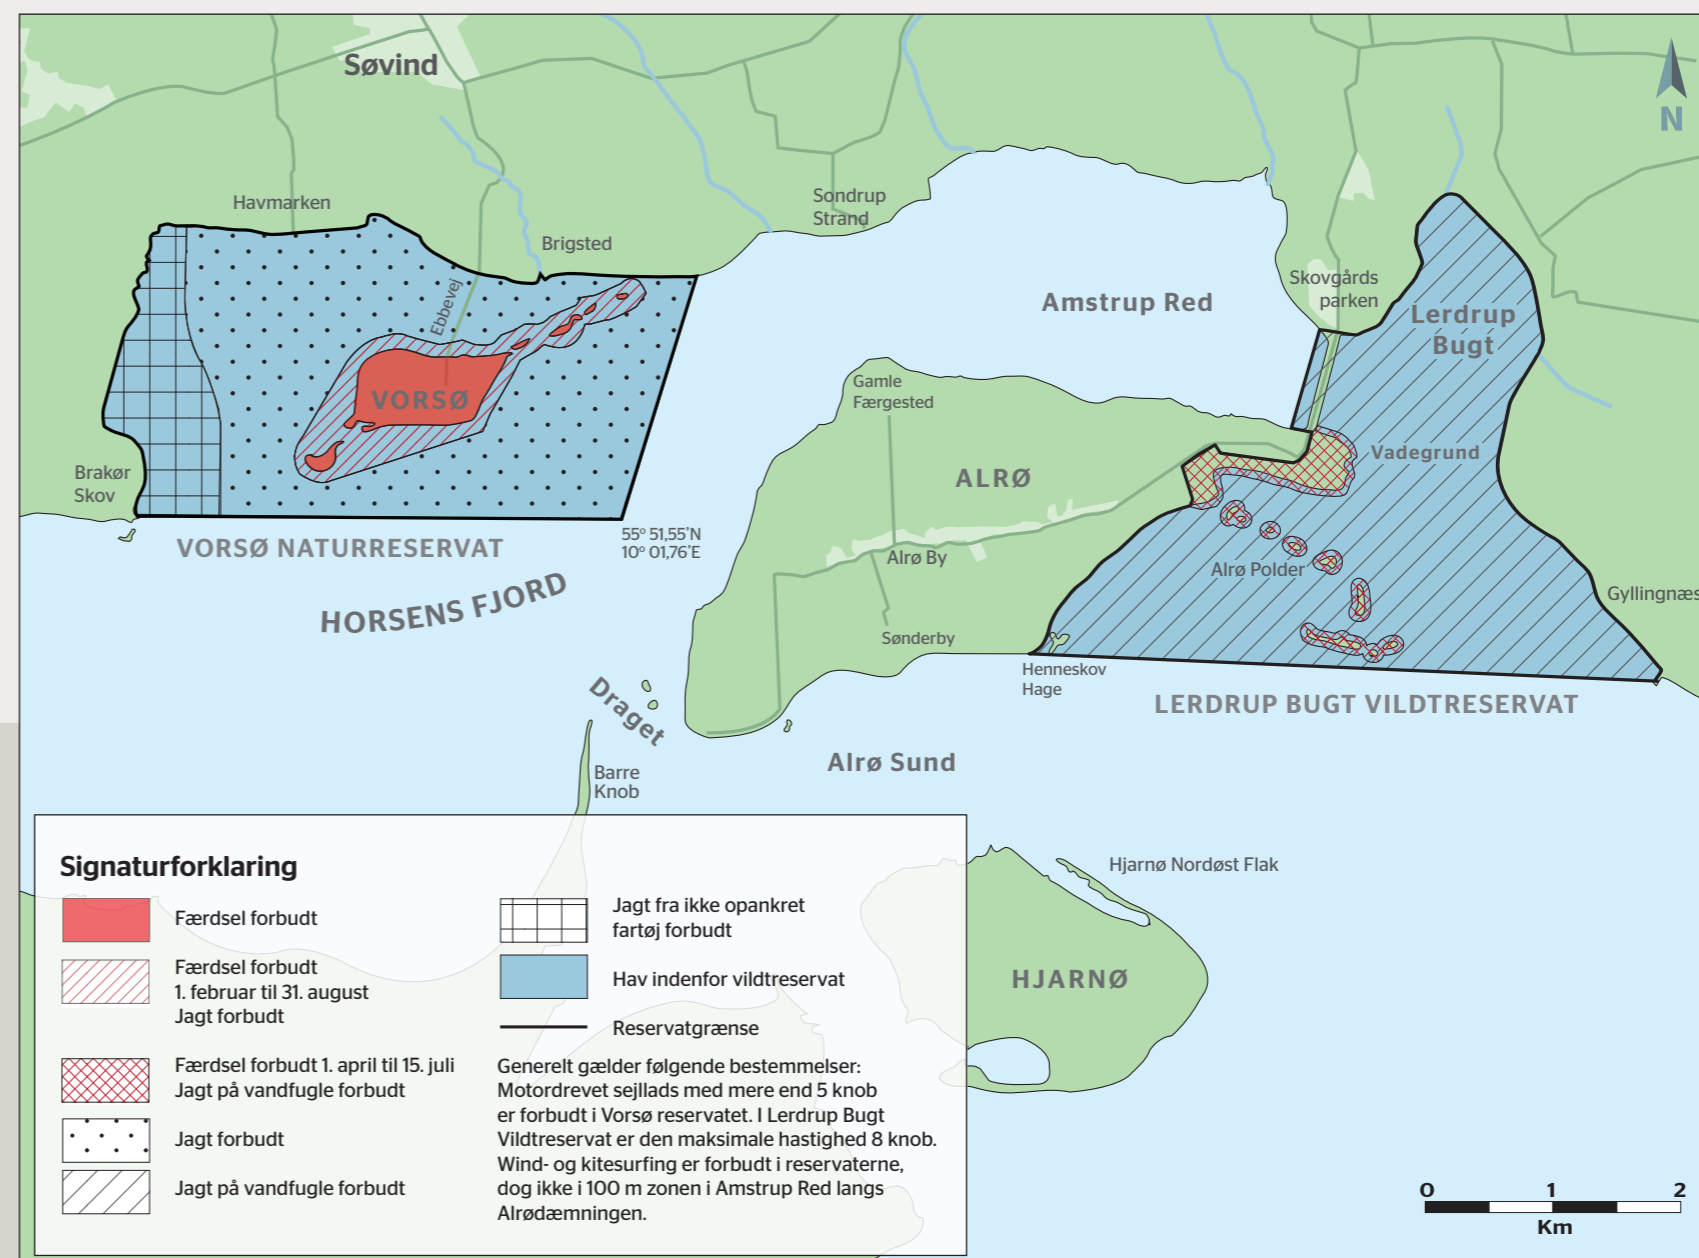 Søvind
N
Havmarken
Sondrup
Strand
Brigsted
Skovgårds
parken
Amstrup Red
Lerdrup
Bugt
Ebbevej
VORSØ
Gamle
Færgested
Vadegrund
ALRØ
Brakør
Skov
VORSØ NATURRESERVAT
55° 51,55'N
10° 01,76'E
HORSENS FJORD
Alrø By
Alrø Polder
Gyllingnæs
Sønderby
Henneskov
Hage
Draget
LERDRUP BUGT VILDTRESERVAT
Alrø Sund
Barre
Knob
Hjarnø Nordøst Flak
HJARNØ
Signaturforklaring
Færdsel forbudt
Færdsel forbudt
1. februar til 31. august
Jagt forbudt
Færdsel forbudt 1. april til 15. juli
Jagt på vandfugle forbudt
Jagt forbudt
Jagt på vandfugle forbudt
Jagt fra ikke opankret
fartøj forbudt
Hav indenfor vildtreservat
Reservatgrænse
Generelt gælder følgende bestemmelser:
Motordrevet sejllads med mere end 5 knob
er forbudt i Vorsø reservatet. I Lerdrup Bugt
Vildtreservat er den maksimale hastighed 8 knob.
Wind- og kitesurfing er forbudt i reservaterne,
dog ikke i 100 m zonen i Amstrup Red langs
Alrødæmningen.
0 1 2
Km